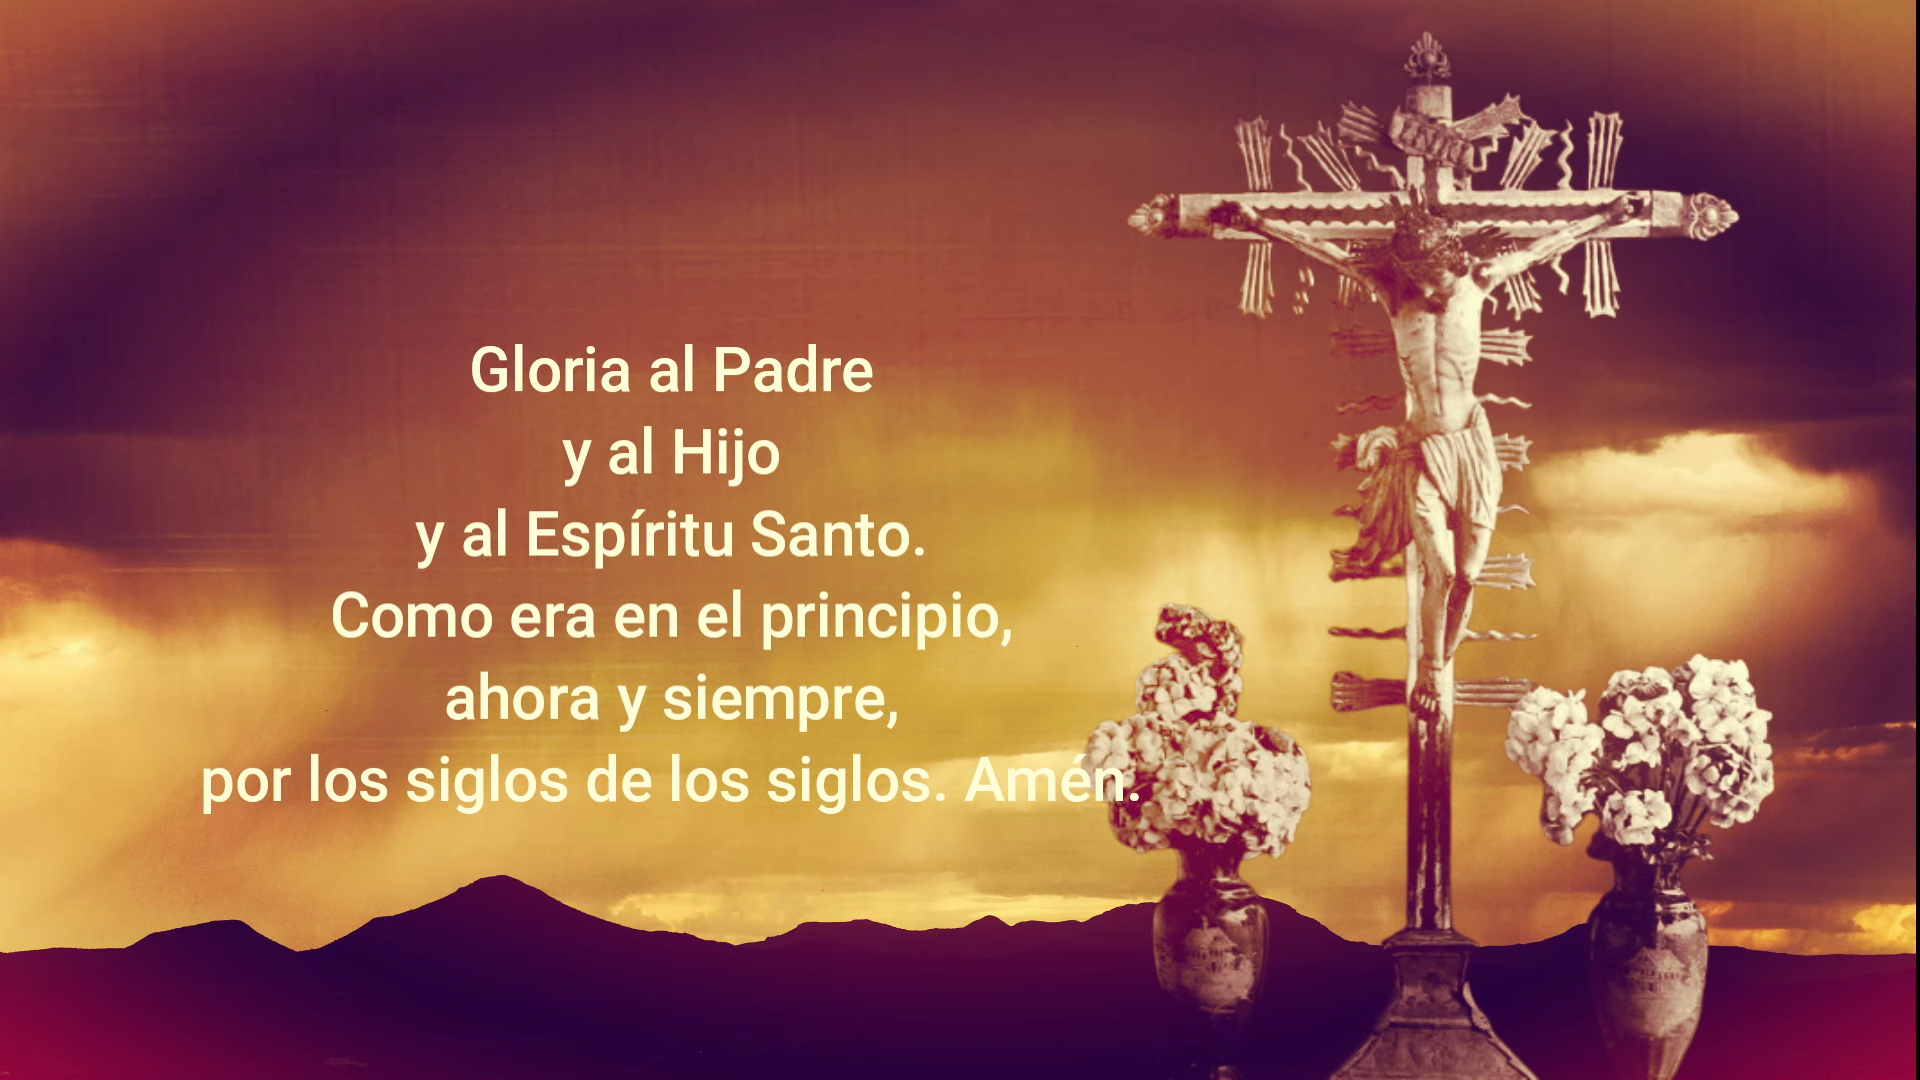 Gloria al Padre
y al Hijo
y al Espíritu Santo.
Como era en el principio,
ahora y siempre,
por los siglos de los siglos. Amén.